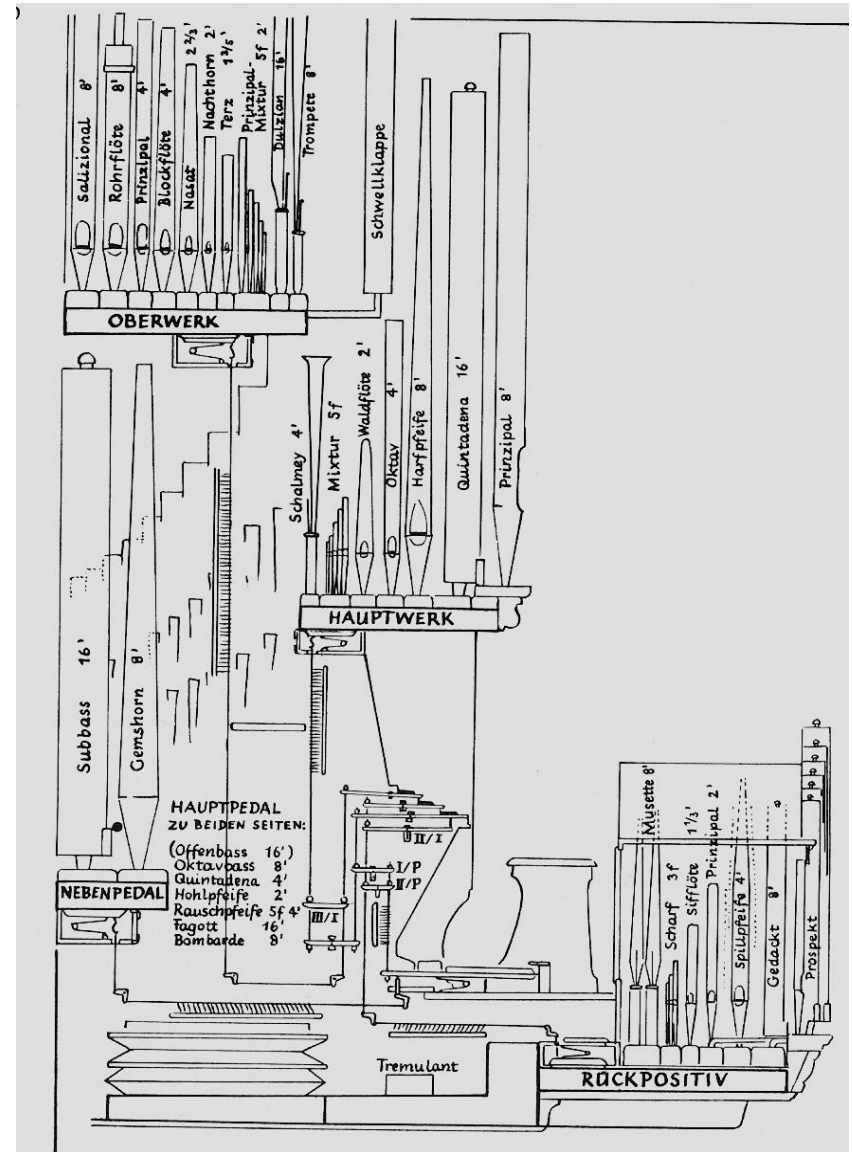 Salizional 8'
Rohrflöte 8'
Prinzipal 4'
Blockflöte 4'
Nasat 2 2/3'
Nachthorn 2'
Terz 1 3/5'
Prinzipal-
Mixtur 5f 2'
Dulzian 16'
Trompete 8'
Schwellklappe
OBERWERK
Schalmey 4'
Mixtur 5f
Waldflöte 2'
Oktav 4'
Harfpfeife 8'
Quintadena 16'
Prinzipal 8'
HAUPTWERK
Subbass 16'
Gemshorn 8'
NEBENPEDAL
HAUPTPEDAL
ZU BEIDEN SEITEN:
(Offenbass 16')
Oktavbass 8'
Quintadena 4'
Hohlpfeife 2'
Rauschpfeife 5f 4'
Fagott 16'
Bombarde 8'
II/I
I/P
II/P
III/I
Musette 8'
Scharf 3f
Sifflöte 1 1/3'
Prinzipal 2'
Spillpfeife 4'
Gedackt 8'
Prospekt
RÜCKPOSITIV
Tremulant